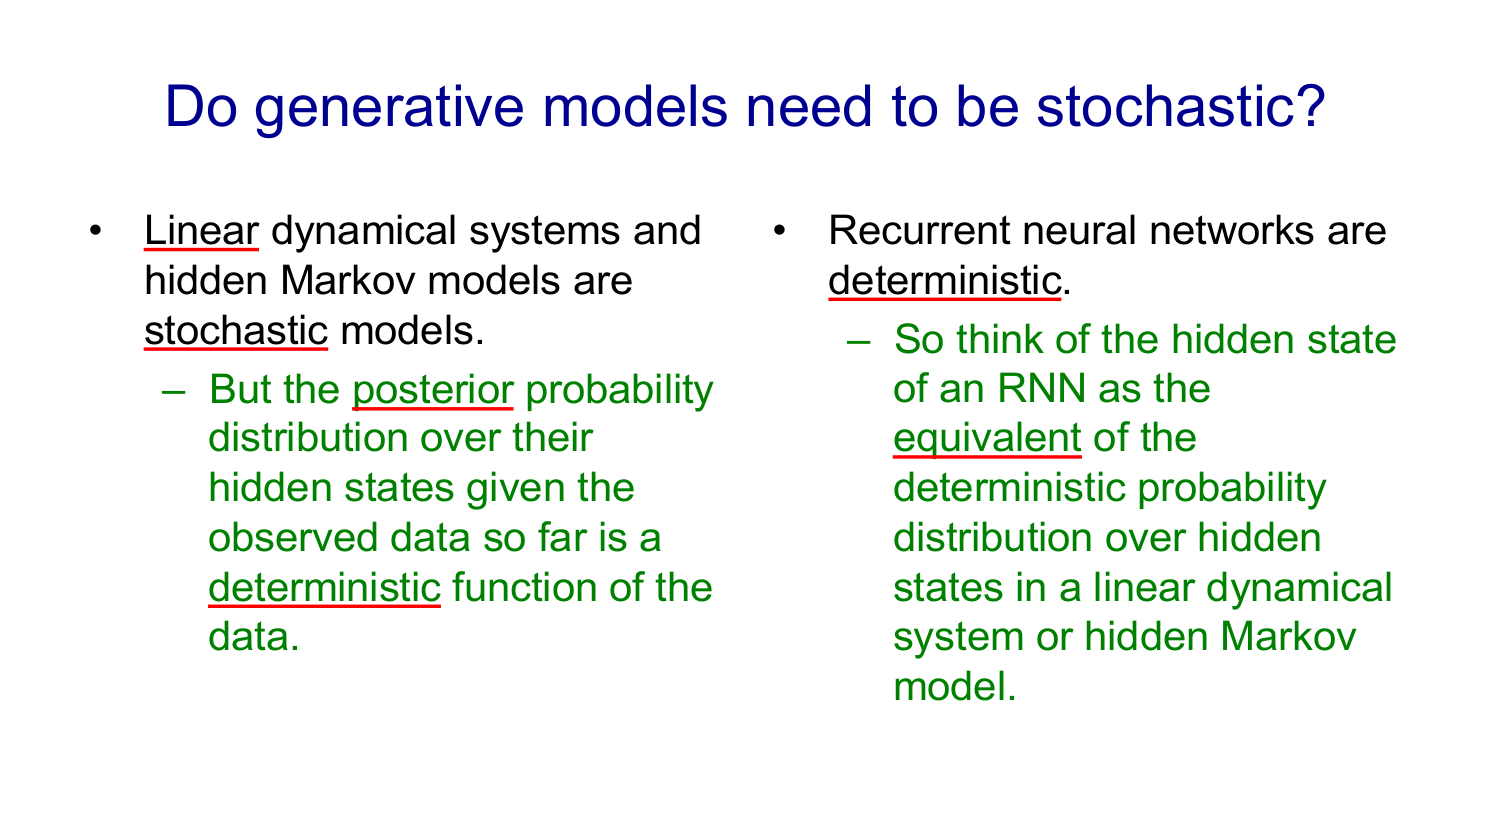 Do generative models need to be stochastic?
• Linear dynamical systems and
hidden Markov models are
stochastic models.
– But the posterior probability
distribution over their
hidden states given the
observed data so far is a
deterministic function of the
data.
• Recurrent neural networks are
deterministic.
– So think of the hidden state
of an RNN as the
equivalent of the
deterministic probability
distribution over hidden
states in a linear dynamical
system or hidden Markov
model.